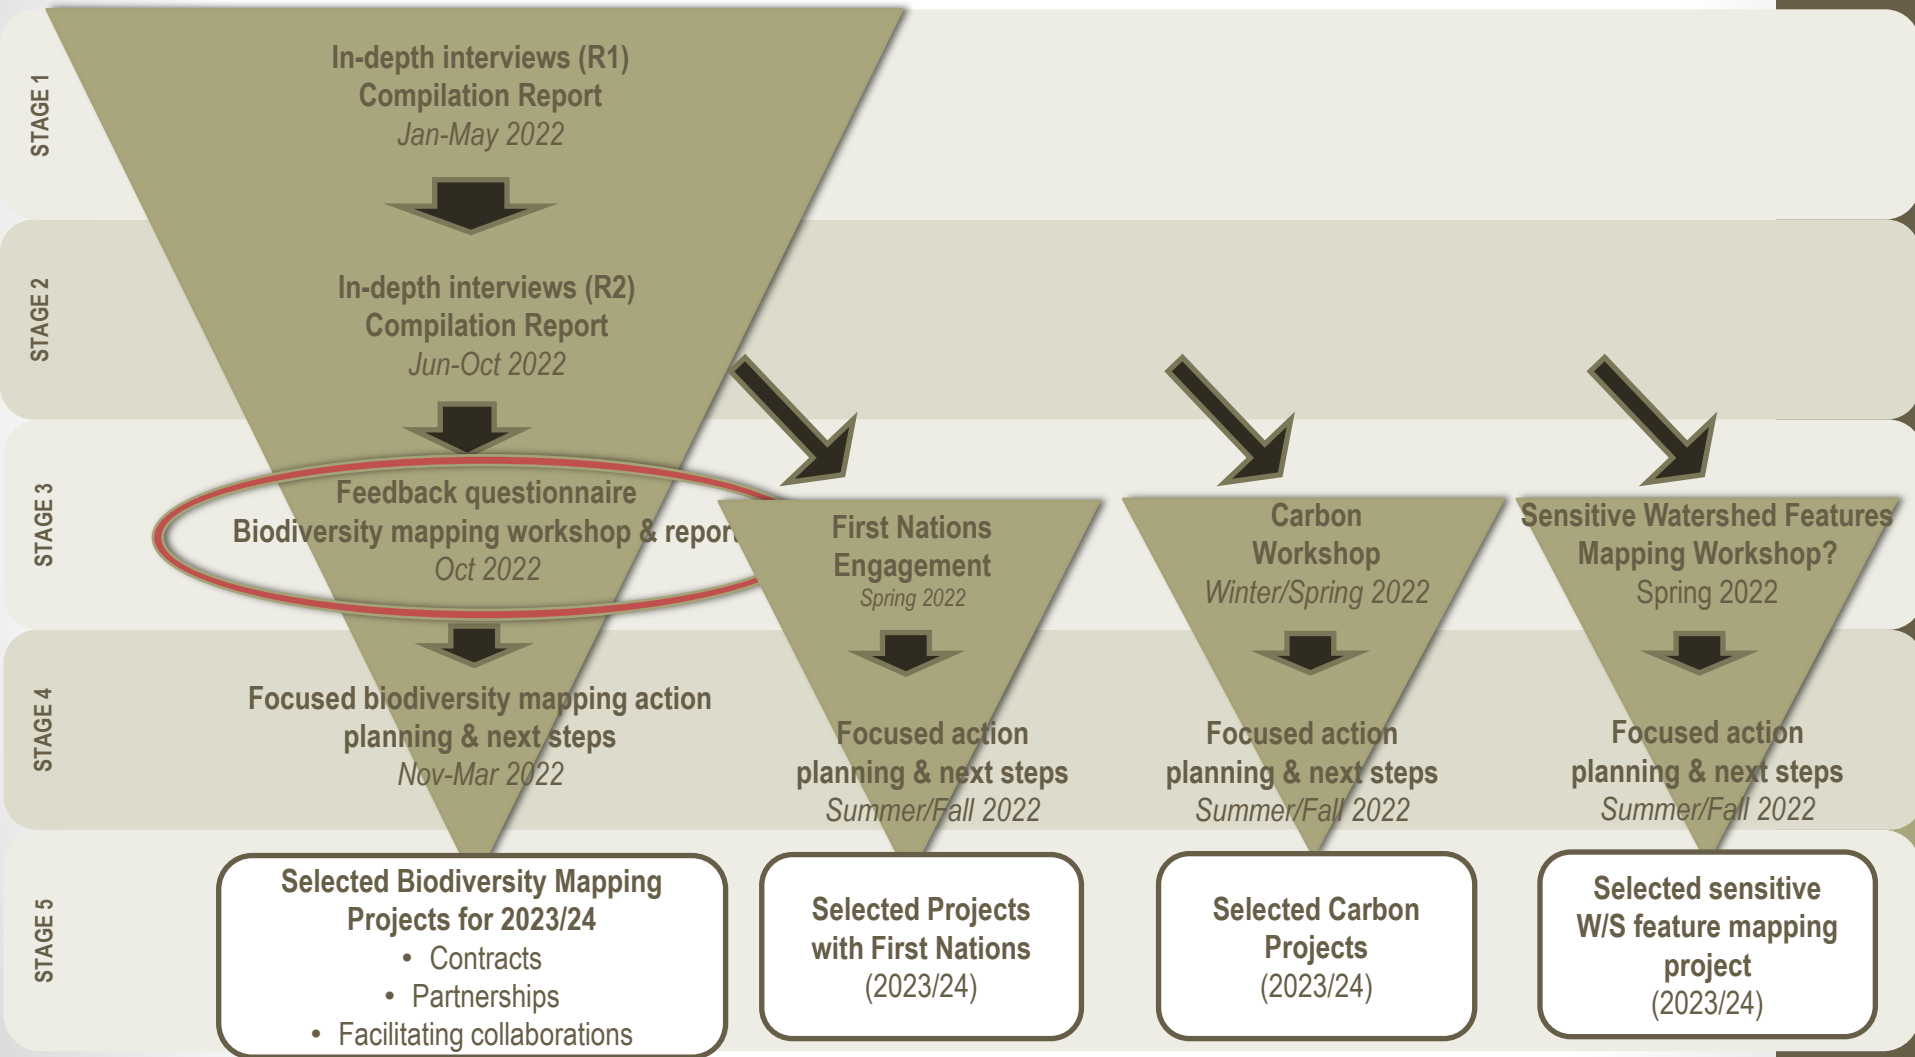 STAGE 1
In-depth interviews (R1)
Compilation Report
Jan-May 2022
STAGE 2
In-depth interviews (R2)
Compilation Report
Jun-Oct 2022
STAGE 3
Feedback questionnaire
Biodiversity mapping workshop & repor
Oct 2022
First Nations
Engagement
Spring 2022
Carbon
Workshop
Winter/Spring 2022
Sensitive Watershed Features
Mapping Workshop?
Spring 2022
STAGE 4
Focused biodiversity mapping action
planning & next steps
Nov-Mar 2022
Focused action
planning & next steps
Summer/Fall 2022
Focused action
planning & next steps
Summer/Fall 2022
Focused action
planning & next steps
Summer/Fall 2022
STAGE 5
Selected Biodiversity Mapping
Projects for 2023/24
• Contracts
• Partnerships
• Facilitating collaborations
Selected Projects
with First Nations
(2023/24)
Selected Carbon
Projects
(2023/24)
Selected sensitive
W/S feature mapping
project
(2023/24)